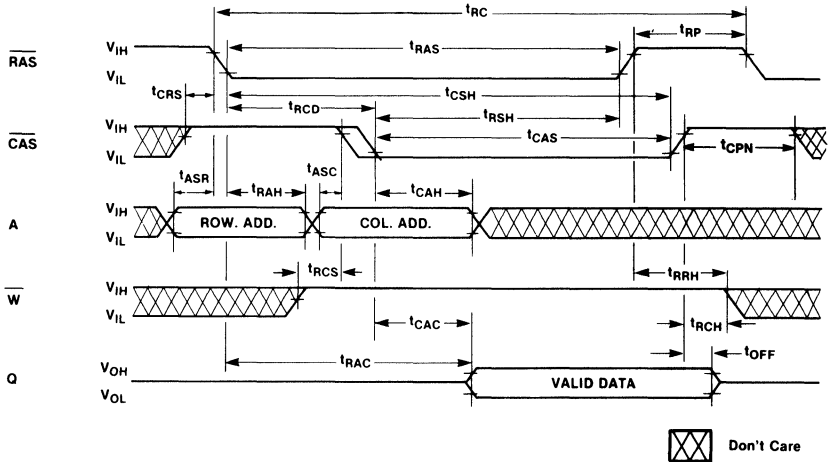 tRC
tRAS
tRP
RAS
VIH
VIL
tCRS
tRCD
tCSH
tRSH
CAS
VIH
VIL
tCAS
tCPN
tASR
tRAH
tASC
tCAH
A
VIH
VIL
ROW. ADD.
COL. ADD.
tRCS
tRRH
W
VIH
VIL
tCAC
tRCH
tRAC
tOFF
Q
VOH
VOL
VALID DATA
Don't Care